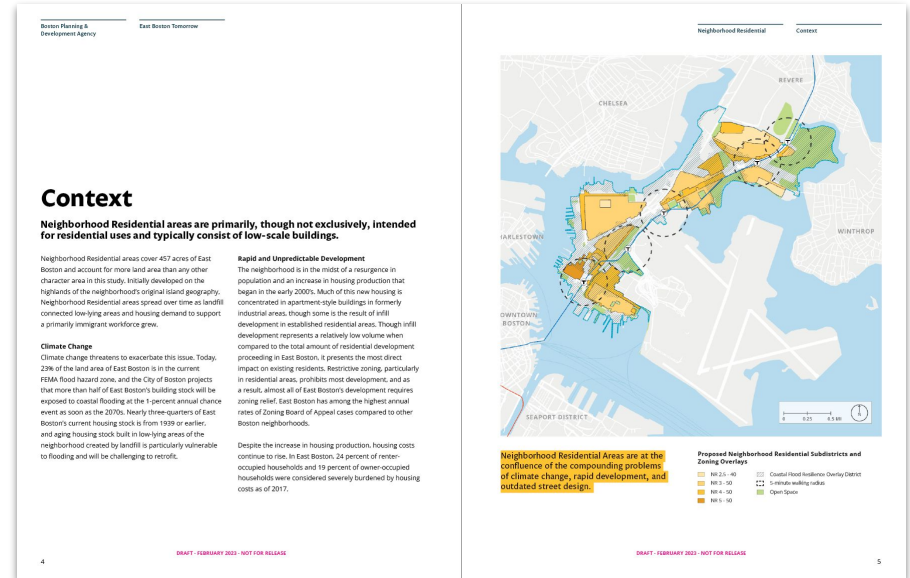 Boston Planning &
Development Agency
East Boston Tomorrow
Context
Neighborhood Residential areas are primarily, though not exclusively, intended
for residential uses and typically consist of low-scale buildings.
Neighborhood Residential areas cover 457 acres of East
Boston and account for more land area than any other
character area in this study. Initially developed on the
highlands of the neighborhood's original island geography,
Neighborhood Residential areas spread over time as landfill
connected low-lying areas and housing demand to support
a primarily immigrant workforce grew.
Climate Change
Climate change threatens to exacerbate this issue. Today,
23% of the land area of East Boston is in the current
FEMA flood hazard zone, and the City of Boston projects
that more than half of East Boston's building stock will be
exposed to coastal flooding at the 1-percent annual chance
event as soon as the 2070s. Nearly three-quarters of East
Boston's current housing stock is from 1939 or earlier,
and aging housing stock built in low-lying areas of the
neighborhood created by landfill is particularly vulnerable
to flooding and will be challenging to retrofit.
Rapid and Unpredictable Development
The neighborhood is in the midst of a resurgence in
population and an increase in housing production that
began in the early 2000's. Much of this new housing is
concentrated in apartment-style buildings in formerly
industrial areas, though some is the result of infill
development in established residential areas. Though infill
development represents a relatively low volume when
compared to the total amount of residential development
proceeding in East Boston, it presents the most direct
impact on existing residents. Restrictive zoning, particularly
in residential areas, prohibits most development, and as
a result, almost all of East Boston's development requires
zoning relief. East Boston has among the highest annual
rates of Zoning Board of Appeal cases compared to other
Boston neighborhoods.
Despite the increase in housing production, housing costs
continue to rise. In East Boston, 24 percent of renter-
occupied households and 19 percent of owner-occupied
households were considered severely burdened by housing
costs as of 2017.
DRAFT - FEBRUARY 2023 - NOT FOR RELEASE
4
Neighborhood Residential
Context
REVERE
CHELSEA
WINTHROP
ARLESTOWN
OWNTOWN
BOSTON
SEAPORT DISTRICT
0 0.25 0.5 Mi
N
Neighborhood Residential Areas are at the
confluence of the compounding problems
of climate change, rapid development, and
outdated street design.
Proposed Neighborhood Residential Subdistricts and
Zoning Overlays
NR 2.5 - 40
NR 3 - 50
NR 4 - 50
NR 5 - 50
Coastal Flood Resilience Overlay District
5-minute walking radius
Open Space
DRAFT - FEBRUARY 2023 - NOT FOR RELEASE
5